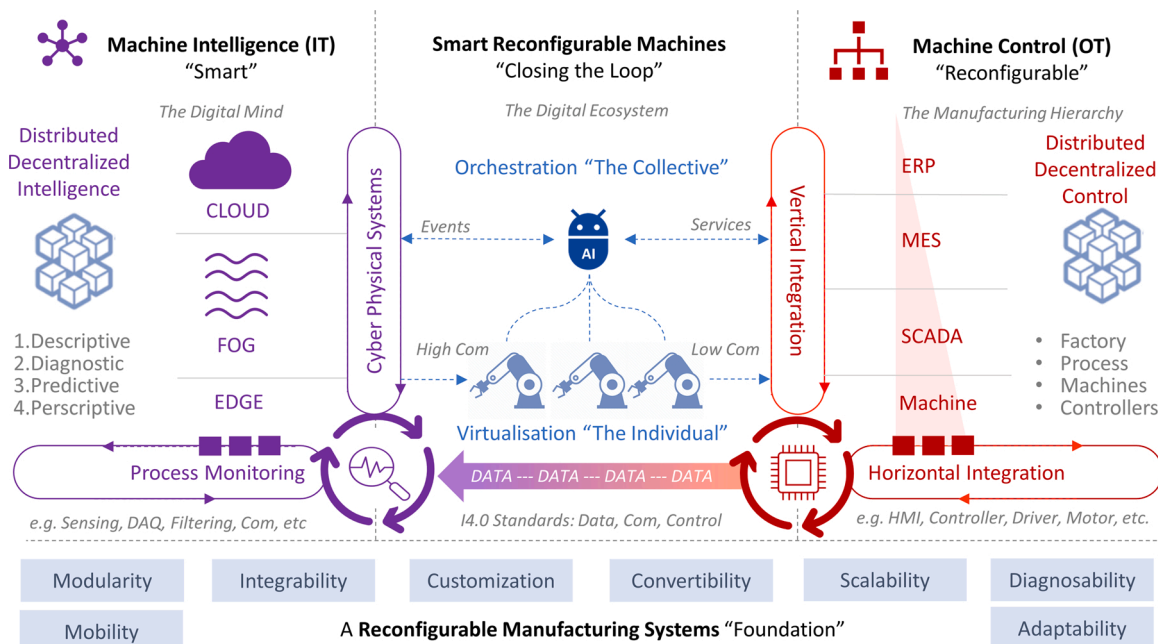 Machine Intelligence (IT)
“Smart”
The Digital Mind
Distributed
Decentralized
Intelligence
CLOUD
FOG
EDGE
1.Descriptive
2.Diagnostic
3.Predictive
4.Perscriptive
Process Monitoring
e.g. Sensing, DAQ, Filtering, Com, etc
Cyber Physical Systems
Smart Reconfigurable Machines
“Closing the Loop”
The Digital Ecosystem
Orchestration “The Collective”
Events
AI
Services
High Com
Low Com
Virtualisation “The Individual”
DATA --- DATA --- DATA --- DATA
I4.0 Standards: Data, Com, Control
Vertical Integration
Machine Control (OT)
“Reconfigurable”
The Manufacturing Hierarchy
ERP
MES
SCADA
Machine
Distributed
Decentralized
Control
• Factory
• Process
• Machines
• Controllers
Horizontal Integration
e.g. HMI, Controller, Driver, Motor, etc.
Modularity
Integrability
Customization
Convertibility
Scalability
Diagnosability
Mobility
A Reconfigurable Manufacturing Systems “Foundation”
Adaptability